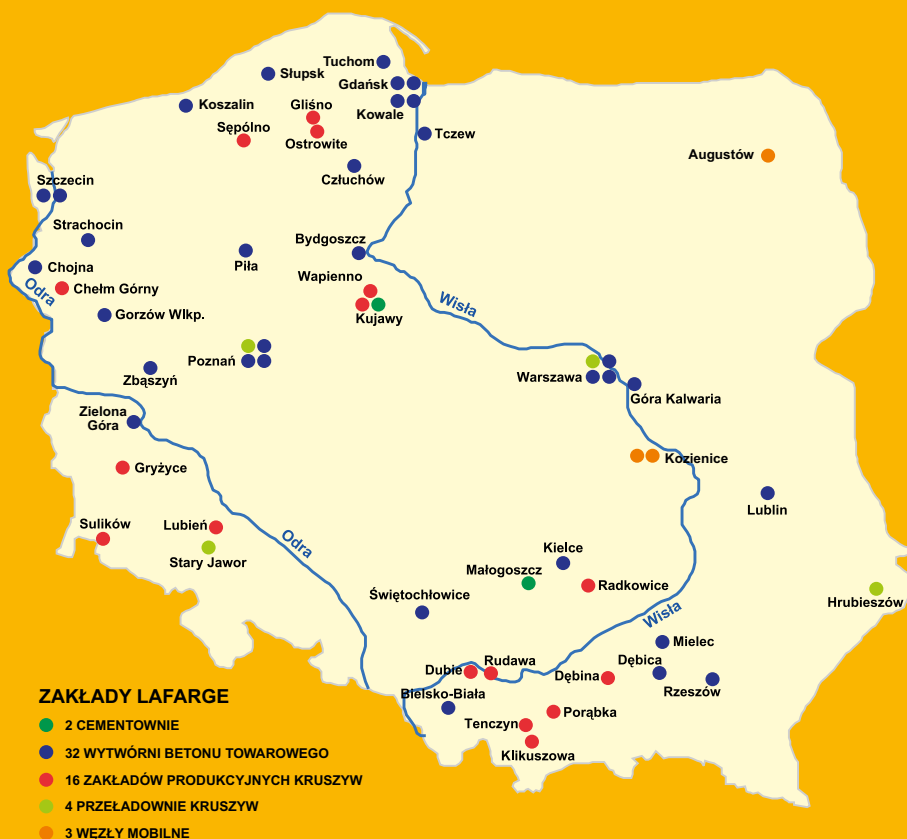 Tuchom
Słupsk
Gdańsk
Koszalin
Gliśno
Kowale
Sępólno
Ostrowite
Tczew
Augustów
Człuchów
Szczecin
Strachocin
Bydgoszcz
Piła
Chojna
Wapienno
Odra
Chełm Górny
Wisła
Gorzów Wlkp.
Kujawy
Poznań
Zbąszyń
Warszawa
Góra Kalwaria
Zielona
Góra
Kozienice
Gryżyce
Lublin
Sulików
Lubień
Odra
Stary Jawor
Kielce
Małogoszcz
Radkowice
Świętochłowice
Hrubieszów
Wisła
Mielec
Rudawa
Dębica
Dubie
Dębina
Rzeszów
Bielsko-Biała
Porąbka
Tenczyn
Klikuszowa
ZAKŁADY LAFARGE
2 CEMENTOWNIE
32 WYTWÓRNI BETONU TOWAROWEGO
16 ZAKŁADÓW PRODUKCYJNYCH KRUSZYW
4 PRZEŁADOWNIE KRUSZYW
3 WĘZŁY MOBILNE